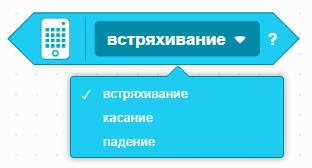 встряхивание ?
встряхивание
касание
падение